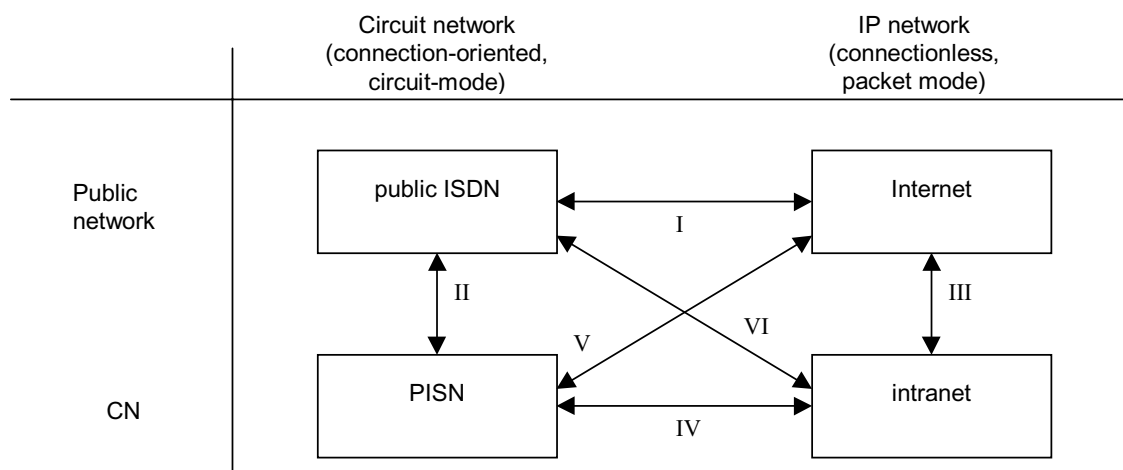 Circuit network
(connection-oriented,
circuit-mode)
IP network
(connectionless,
packet mode)
Public
network
public ISDN
Internet
I
II
III
V
VI
CN
PISN
intranet
IV